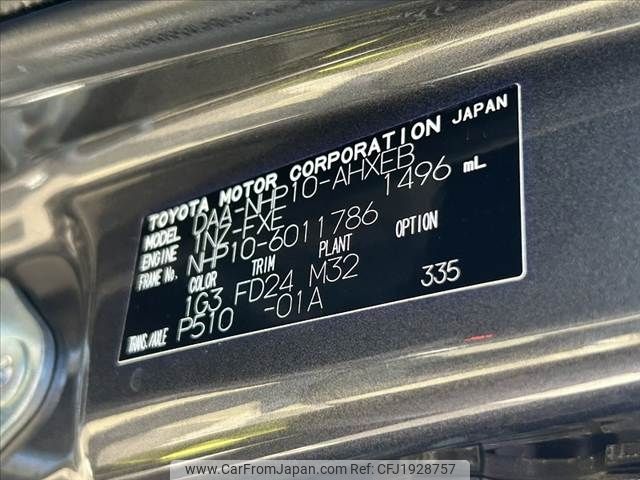 TOYOTA MOTOR CORPORATION JAPAN
MODEL DAA-NHP10-AHXEB
ENGINE 1NZ-FXE 1496 mL
FRAME No. NHP10-6011786
COLOR TRIM PLANT OPTION
1G3 FD24 M32
TRANS./AXLE P510 -01A 335
www.CarFromJapan.com Ref No: CFJ1928757